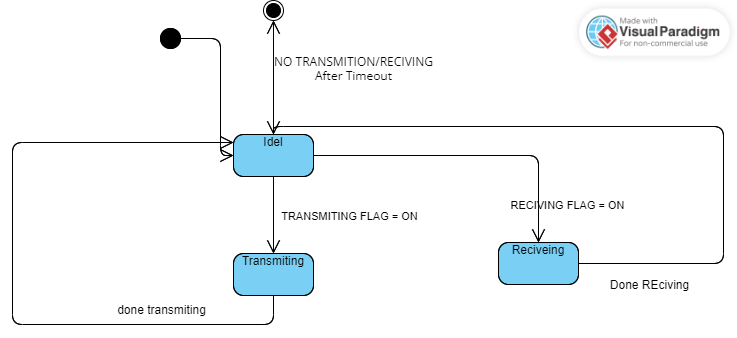 Made with
Visual Paradigm
For non-commercial use
NO TRANSMITION/RECIVING
After Timeout
Idel
TRANSMITING FLAG = ON
RECIVING FLAG = ON
Transmiting
Reciveing
Done REciving
done transmiting